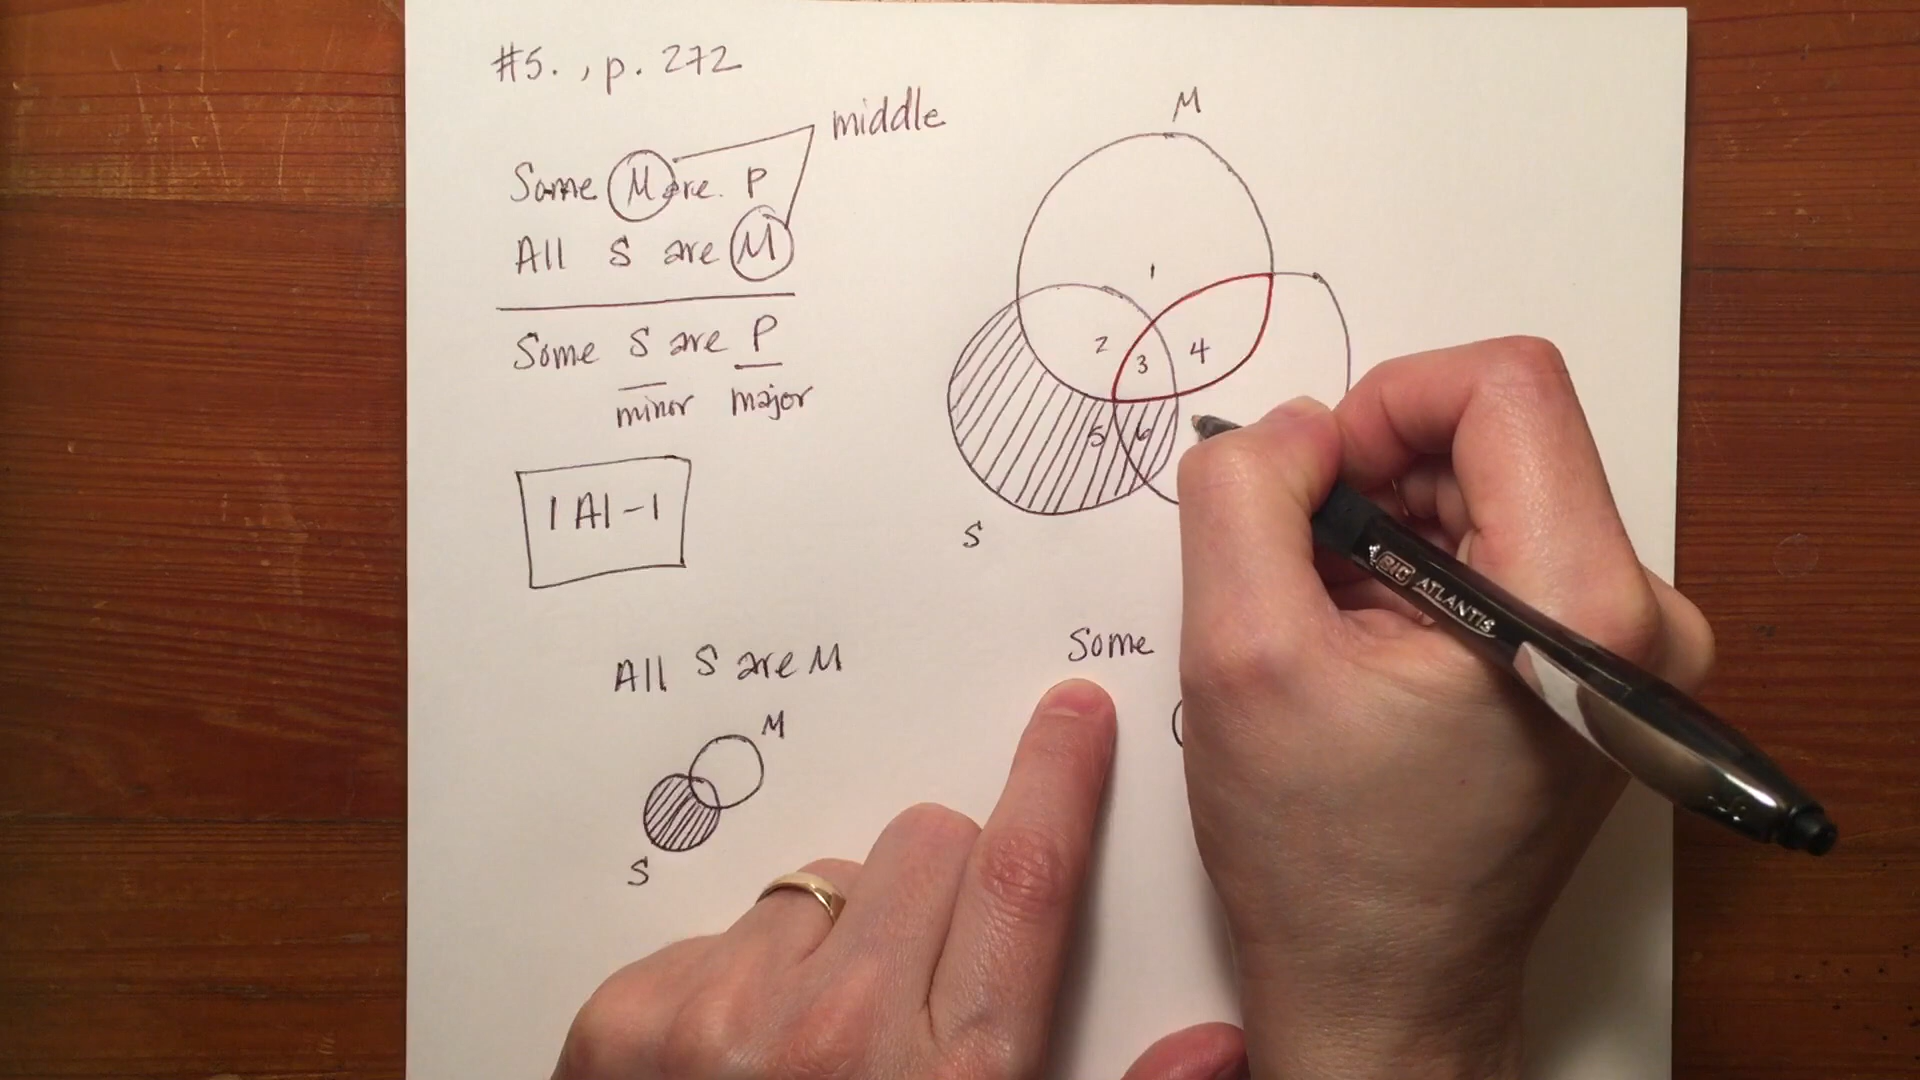 #5. , p. 272
middle
Some M are P
All S are M
Some S are P
minor major
IAI-1
M
1
2 3 4
5 6
S
All S are M
M
S
Some
BIC ATLANTIS